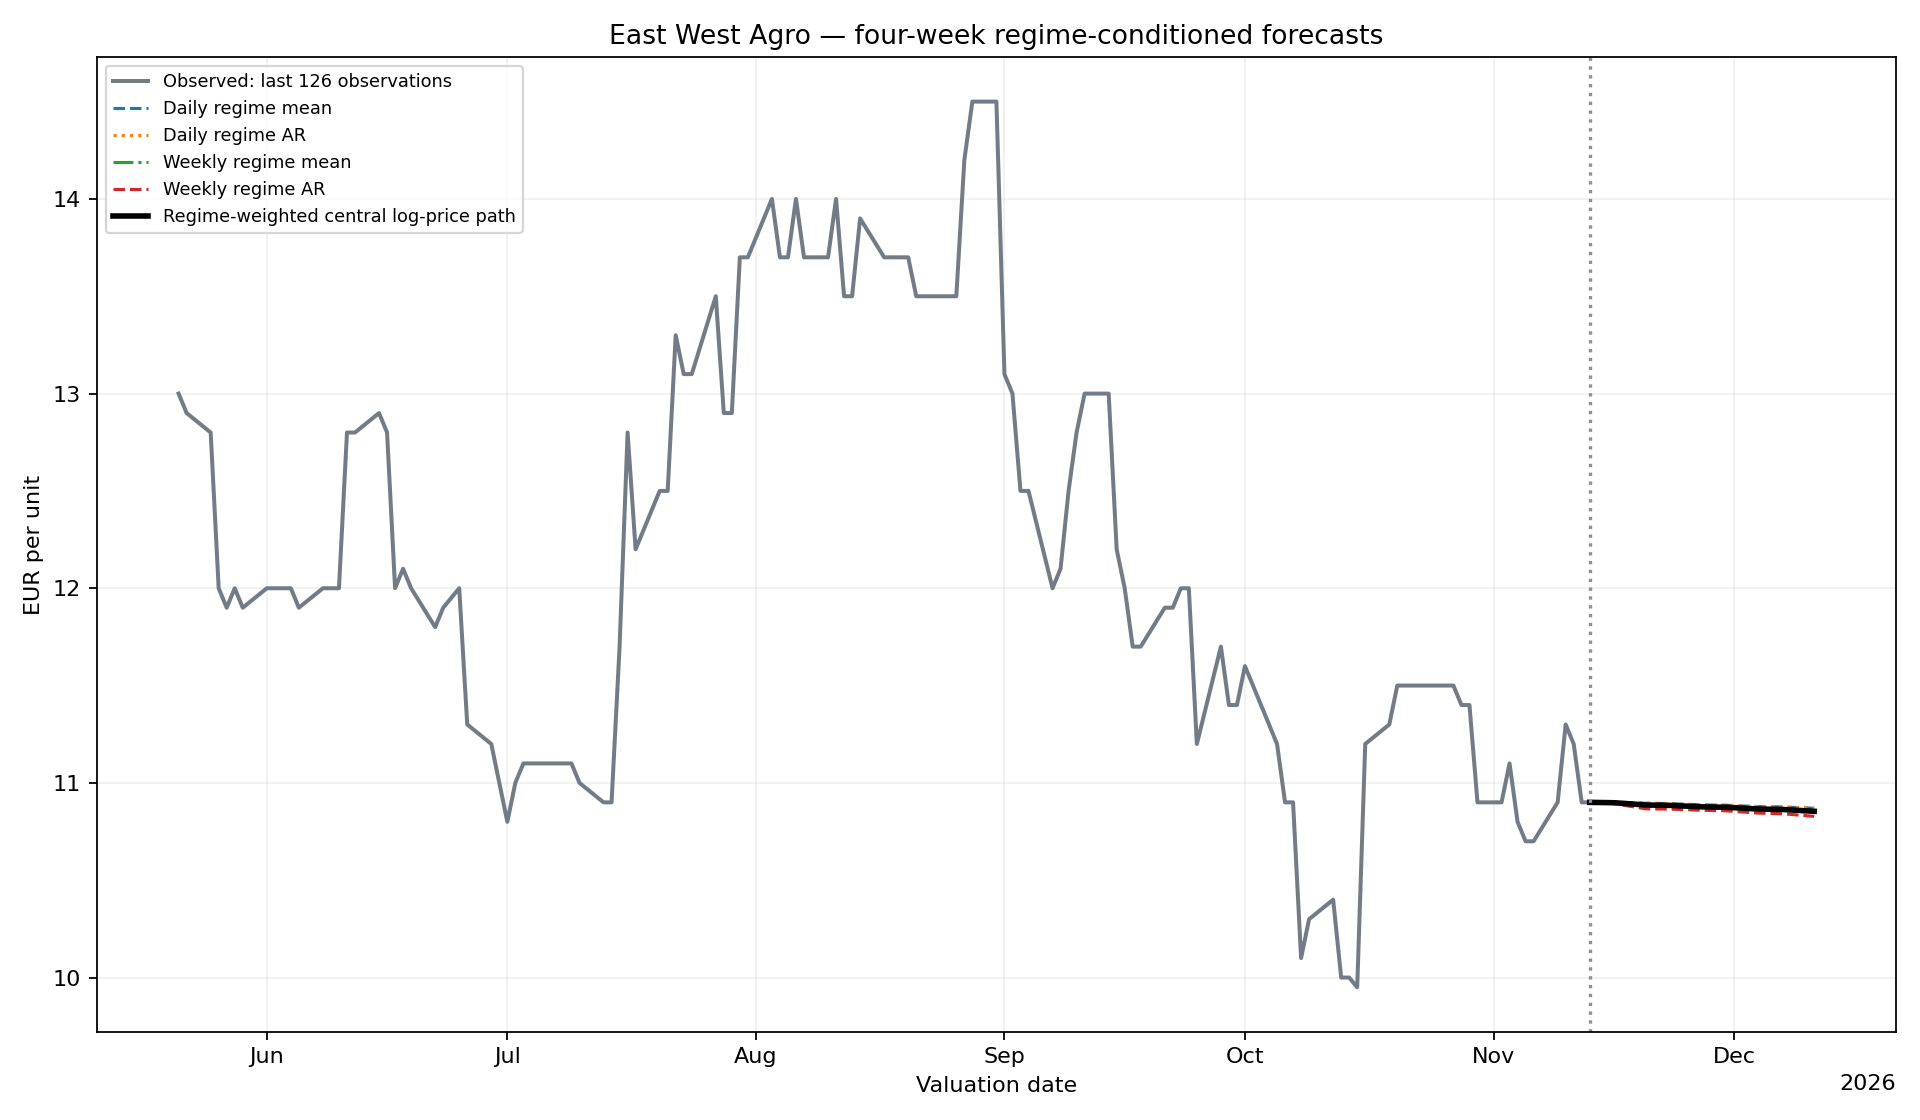 East West Agro — four-week regime-conditioned forecasts
Observed: last 126 observations
Daily regime mean
Daily regime AR
Weekly regime mean
Weekly regime AR
Regime-weighted central log-price path
14
13
12
11
10
EUR per unit
Jun
Jul
Aug
Sep
Oct
Nov
Dec
Valuation date
2026